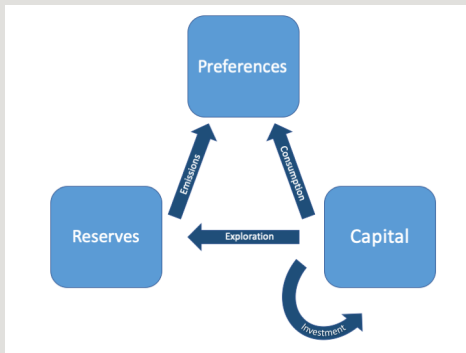 Preferences
Emissions
Consumption
Reserves
Exploration
Capital
Investment